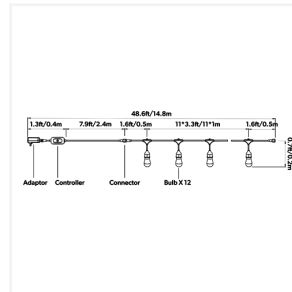 48.6ft/14.8m
1.3ft/0.4m 7.9ft/2.4m 1.6ft/0.5m 11*3.3ft/11*1m 1.6ft/0.5m
0.7ft/0.2m
Adaptor Controller Connector Bulb X 12